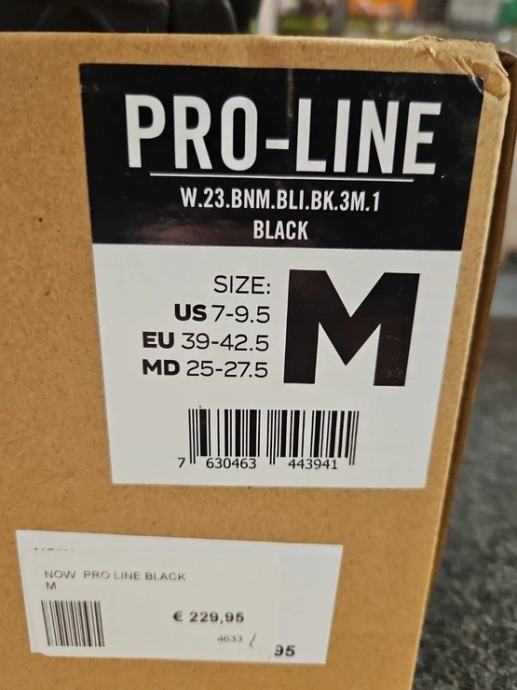 PRO-LINE
W.23.BNM.BLI.BK.3M.1
BLACK
SIZE:
US 7-9.5
EU 39-42.5
MD 25-27.5
M
7 630463 443941
NOW PRO LINE BLACK
M
€ 229,95
4633
95